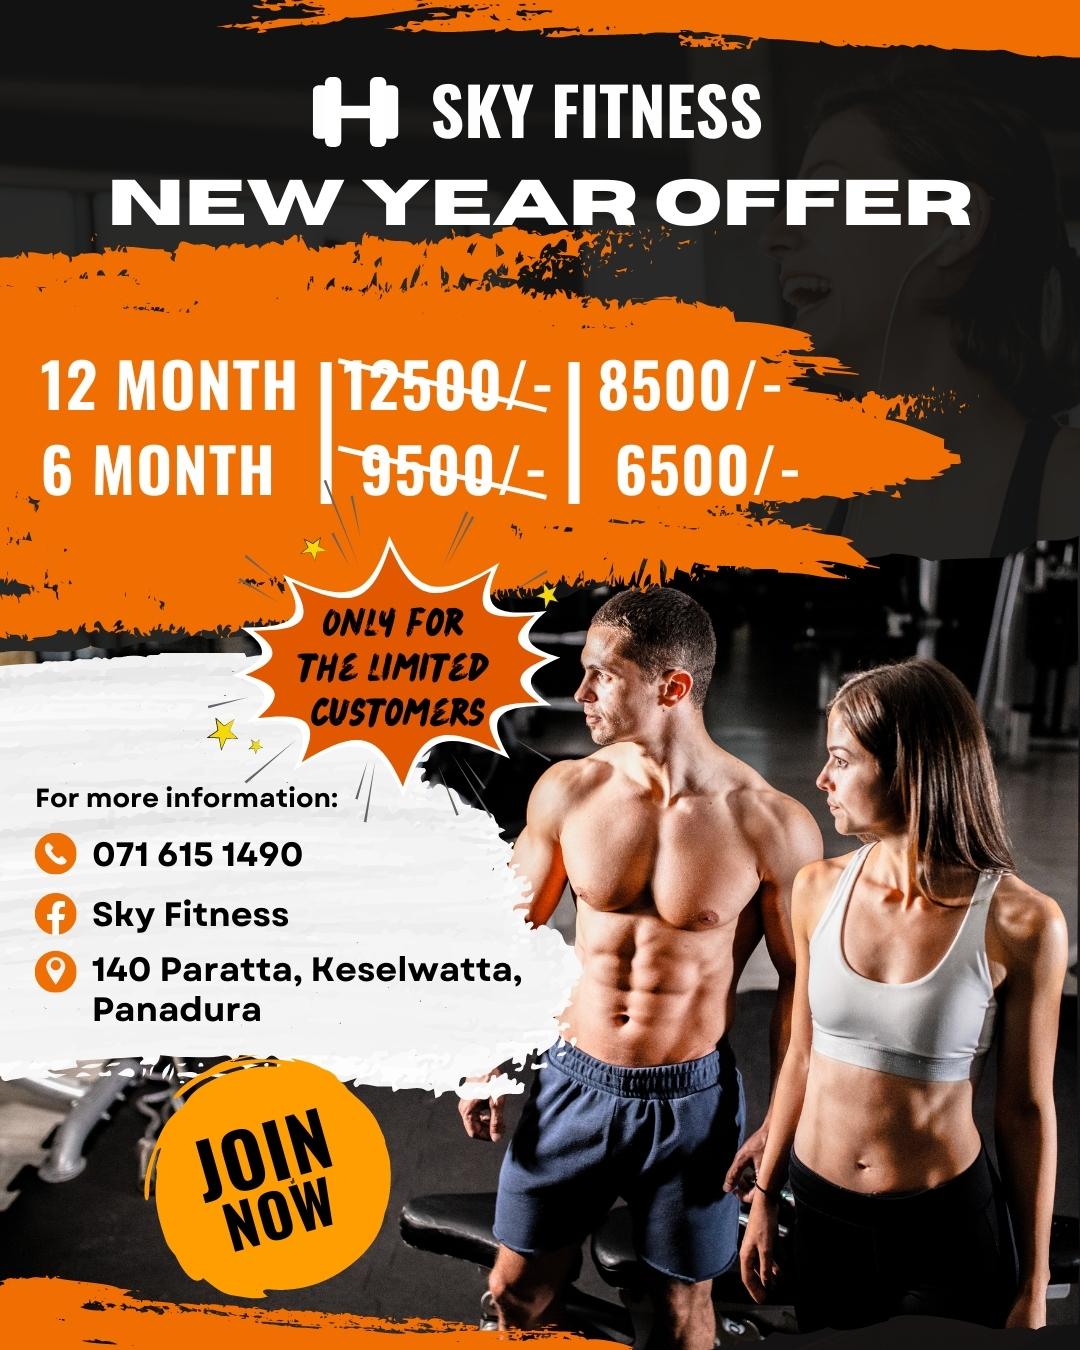 SKY FITNESS
NEW YEAR OFFER
12 MONTH | 12500/- | 8500/-
6 MONTH | 9500/- | 6500/-
ONLY FOR
THE LIMITED
CUSTOMERS
For more information:
071 615 1490
Sky Fitness
140 Paratta, Keselwatta,
Panadura
JOIN
NOW